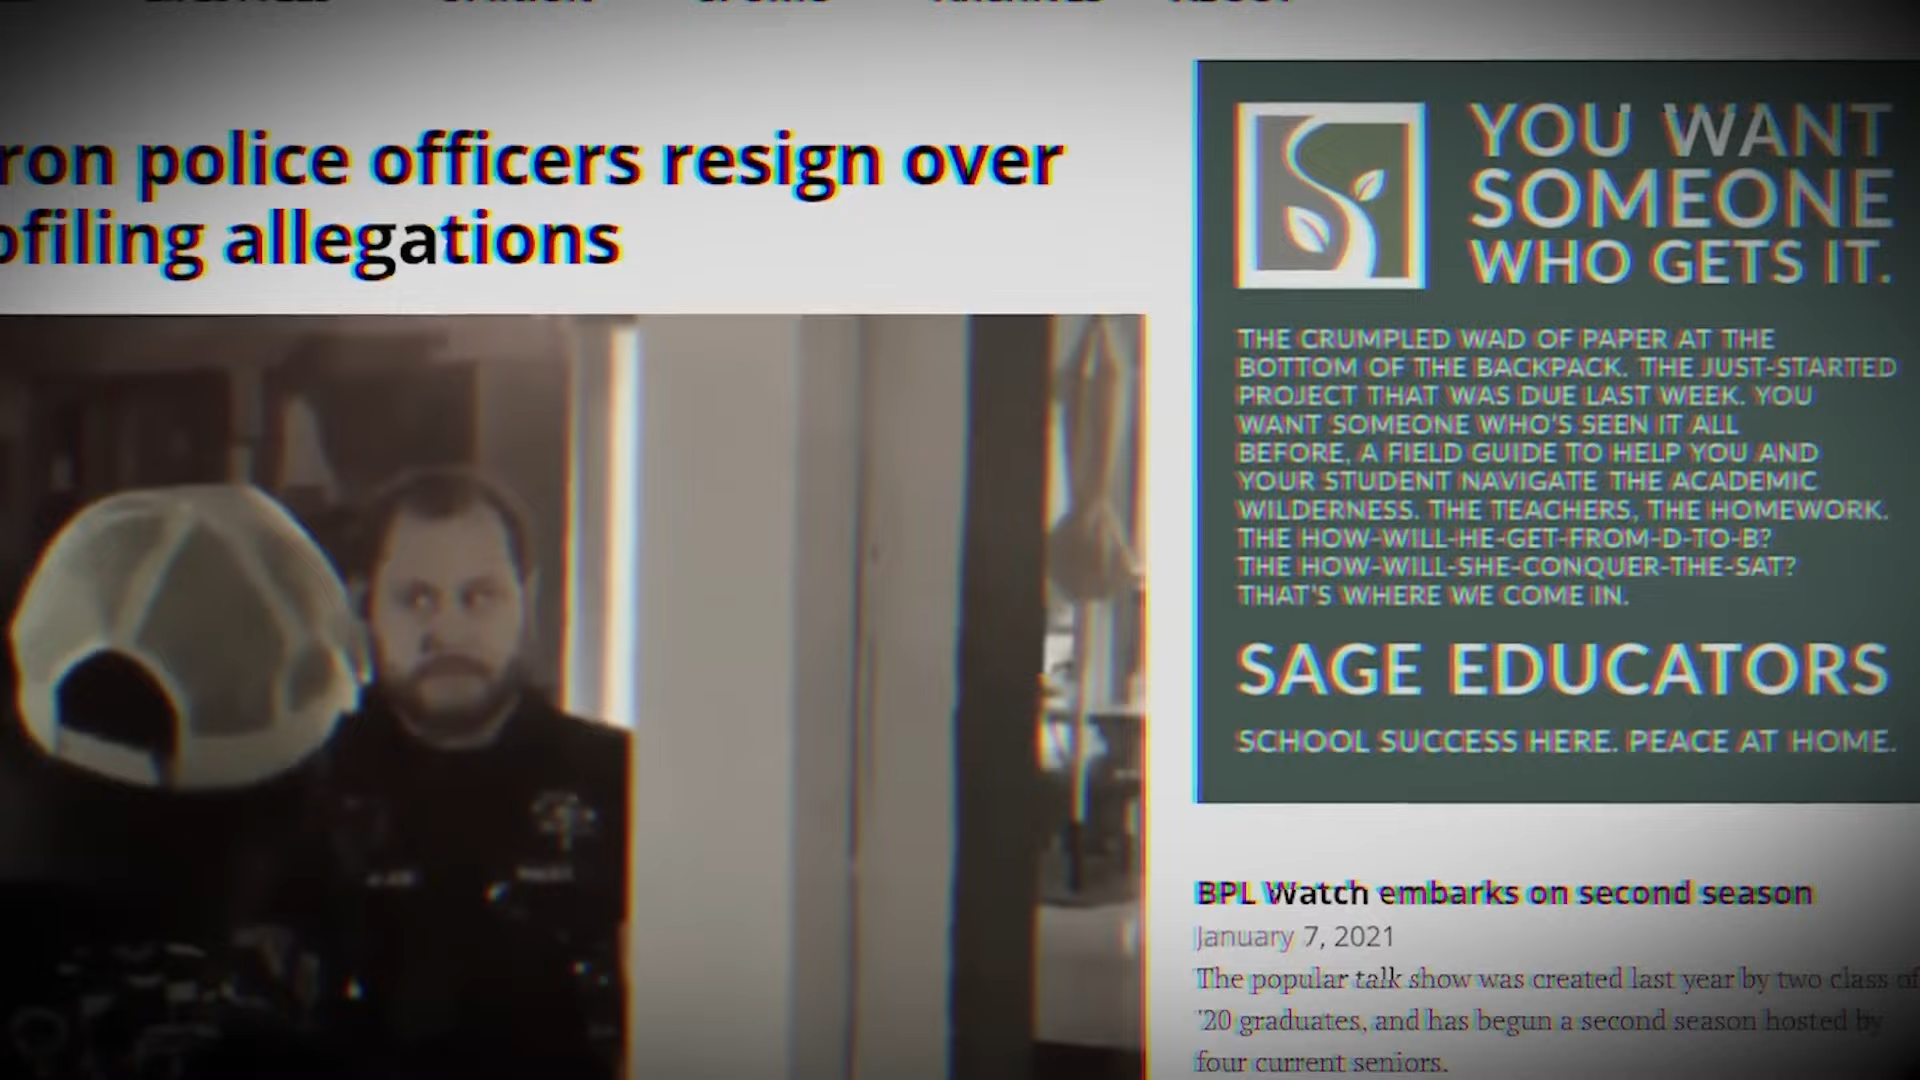 ron police officers resign over
ofiling allegations
YOU WANT
SOMEONE
WHO GETS IT.
THE CRUMPLED WAD OF PAPER AT THE
BOTTOM OF THE BACKPACK. THE JUST-STARTED
PROJECT THAT WAS DUE LAST WEEK. YOU
WANT SOMEONE WHO'S SEEN IT ALL
BEFORE, A FIELD GUIDE TO HELP YOU AND
YOUR STUDENT NAVIGATE THE ACADEMIC
WILDERNESS. THE TEACHERS, THE HOMEWORK.
THE HOW-WILL-HE-GET-FROM-D-TO-B?
THE HOW-WILL-SHE-CONQUER-THE-SAT?
THAT'S WHERE WE COME IN.
SAGE EDUCATORS
SCHOOL SUCCESS HERE. PEACE AT HOME.
BPL Watch embarks on second season
January 7, 2021
The popular talk show was created last year by two class of
'20 graduates, and has begun a second season hosted by
four current seniors.